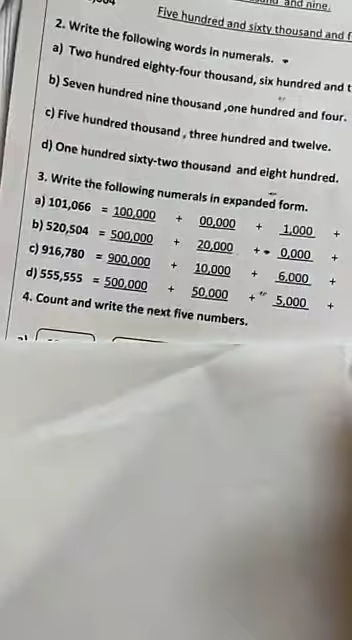 and nine.
Five hundred and sixty thousand and f
2. Write the following words in numerals.
a) Two hundred eighty-four thousand, six hundred and t
b) Seven hundred nine thousand ,one hundred and four.
c) Five hundred thousand , three hundred and twelve.
d) One hundred sixty-two thousand and eight hundred.
3. Write the following numerals in expanded form.
a) 101,066 = 100,000 + 00,000 + 1,000 +
b) 520,504 = 500,000 + 20,000 + 0,000 +
c) 916,780 = 900,000 + 10,000 + 6,000 +
d) 555,555 = 500,000 + 50,000 + 5,000 +
4. Count and write the next five numbers.